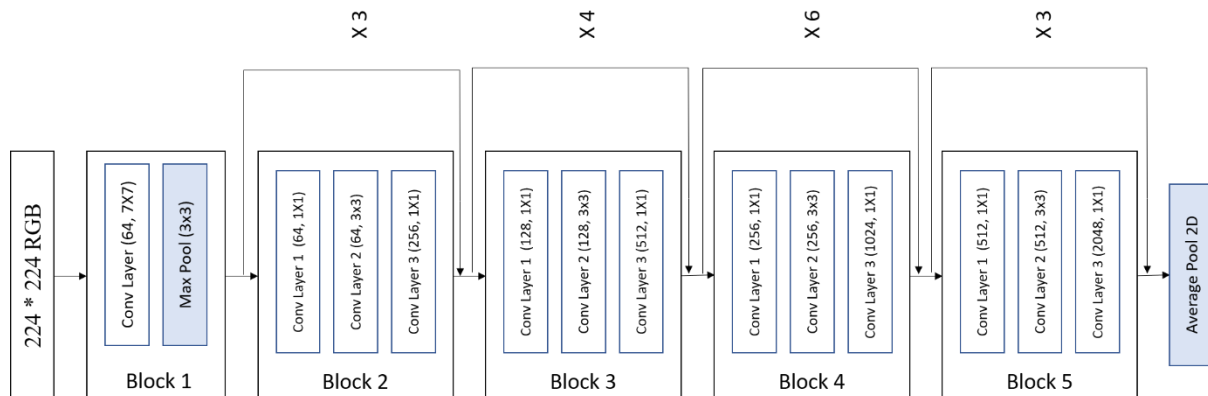 X 3
X 4
X 6
X 3
224 * 224 RGB
Conv Layer (64, 7X7)
Max Pool (3x3)
Block 1
Conv Layer 1 (64, 1X1)
Conv Layer 2 (64, 3x3)
Conv Layer 3 (256, 1X1)
Block 2
Conv Layer 1 (128, 1X1)
Conv Layer 2 (128, 3x3)
Conv Layer 3 (512, 1X1)
Block 3
Conv Layer 1 (256, 1X1)
Conv Layer 2 (256, 3x3)
Conv Layer 3 (1024, 1X1)
Block 4
Conv Layer 1 (512, 1X1)
Conv Layer 2 (512, 3x3)
Conv Layer 3 (2048, 1X1)
Block 5
Average Pool 2D